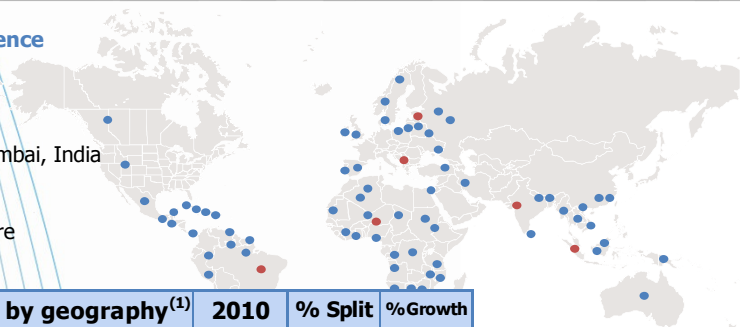 ence
mbai, India
re
by geography(1) 2010 % Split %Growth